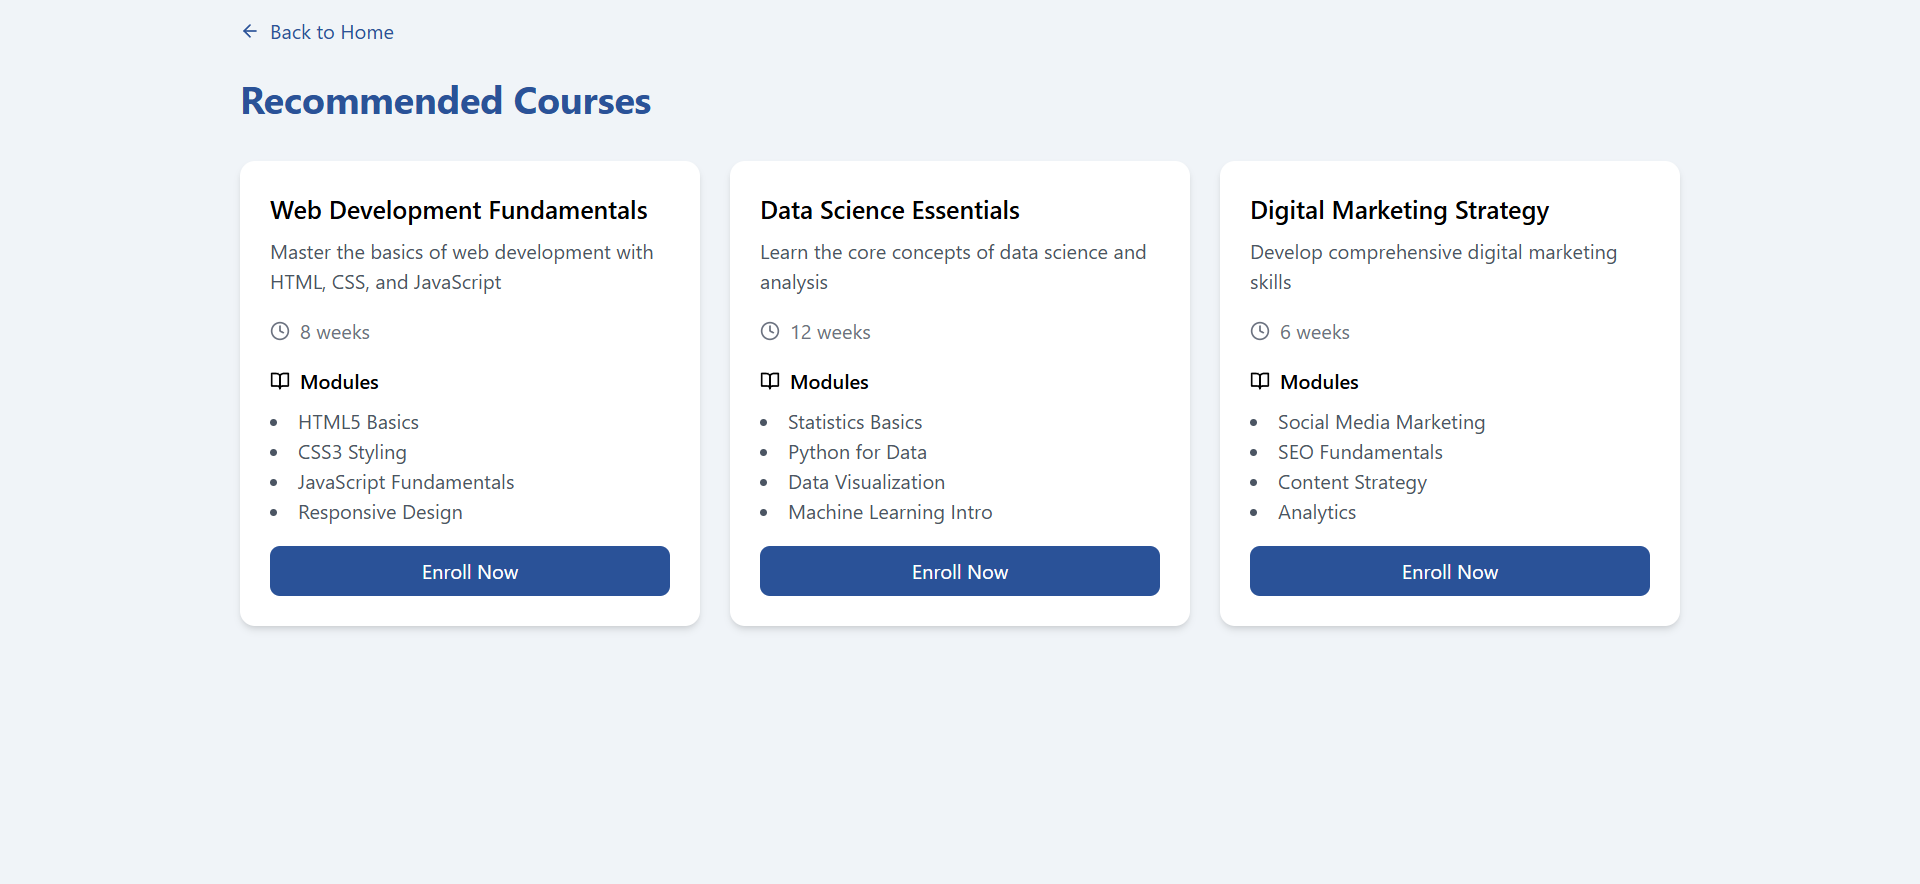 Back to Home
Recommended Courses
Web Development Fundamentals
Master the basics of web development with
HTML, CSS, and JavaScript
8 weeks
Modules
HTML5 Basics
CSS3 Styling
JavaScript Fundamentals
Responsive Design
Enroll Now
Data Science Essentials
Learn the core concepts of data science and
analysis
12 weeks
Modules
Statistics Basics
Python for Data
Data Visualization
Machine Learning Intro
Enroll Now
Digital Marketing Strategy
Develop comprehensive digital marketing
skills
6 weeks
Modules
Social Media Marketing
SEO Fundamentals
Content Strategy
Analytics
Enroll Now